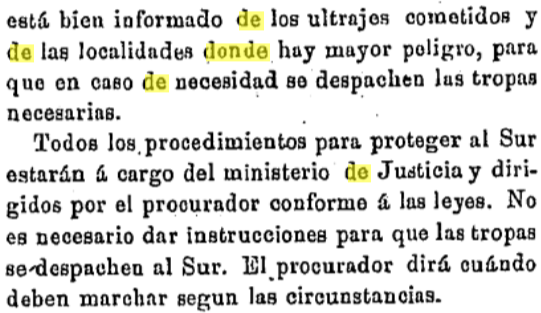 está bien informado de los ultrajes cometidos y
de las localidades donde hay mayor peligro, para
que en caso de necesidad se despachen las tropas
necesarias.
Todos los procedimientos para proteger al Sur
estarán á cargo del ministerio de Justicia y diri-
gidos por el procurador conforme á las leyes. No
es necesario dar instrucciones para que las tropas
se despachen al Sur. El procurador dirá cuándo
deben marchar segun las circunstancias.